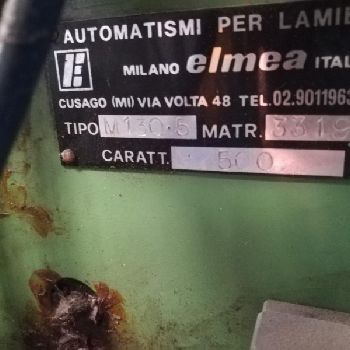 AUTOMATISMI PER LAMIE
MILANO elmea ITAL
CUSAGO (MI) VIA VOLTA 48 TEL. 02.9011963
TIPO M130.5 MATR. 3319
CARATT. 500